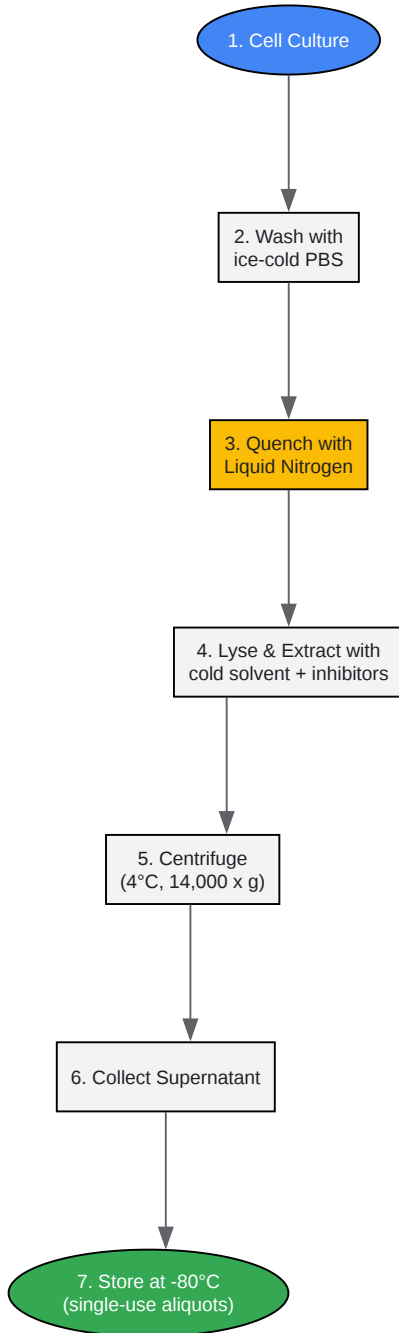 1. Cell Culture
2. Wash with
ice-cold PBS
3. Quench with
Liquid Nitrogen
4. Lyse & Extract with
cold solvent + inhibitors
5. Centrifuge
(4°C, 14,000 x g)
6. Collect Supernatant
7. Store at -80°C
(single-use aliquots)